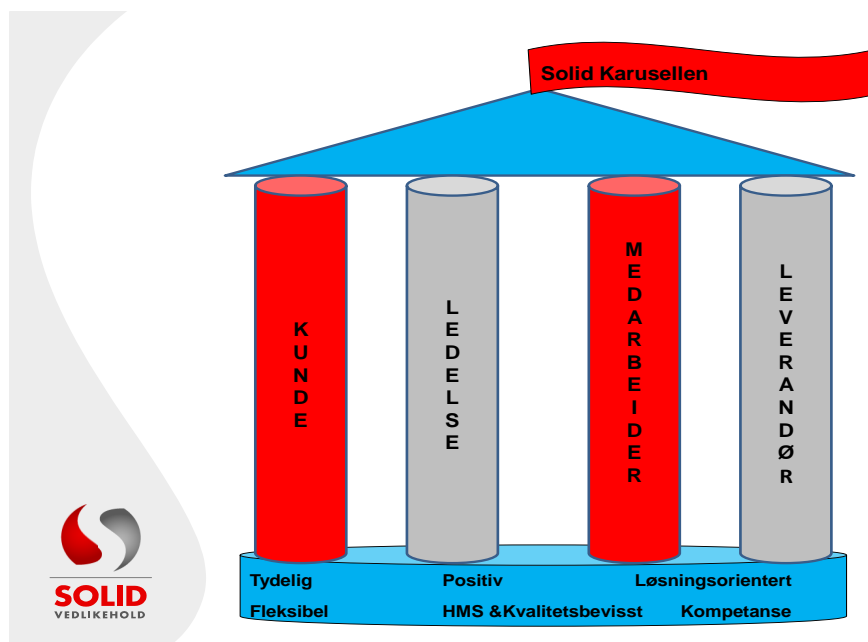 Solid Karusellen
KUNDE
LEDELSE
MEDARBEIDER
LEVERANDØR
Tydelig Positiv Løsningsorientert
Fleksibel HMS &Kvalitetsbevisst Kompetanse
SOLID
VEDLIKEHOLD